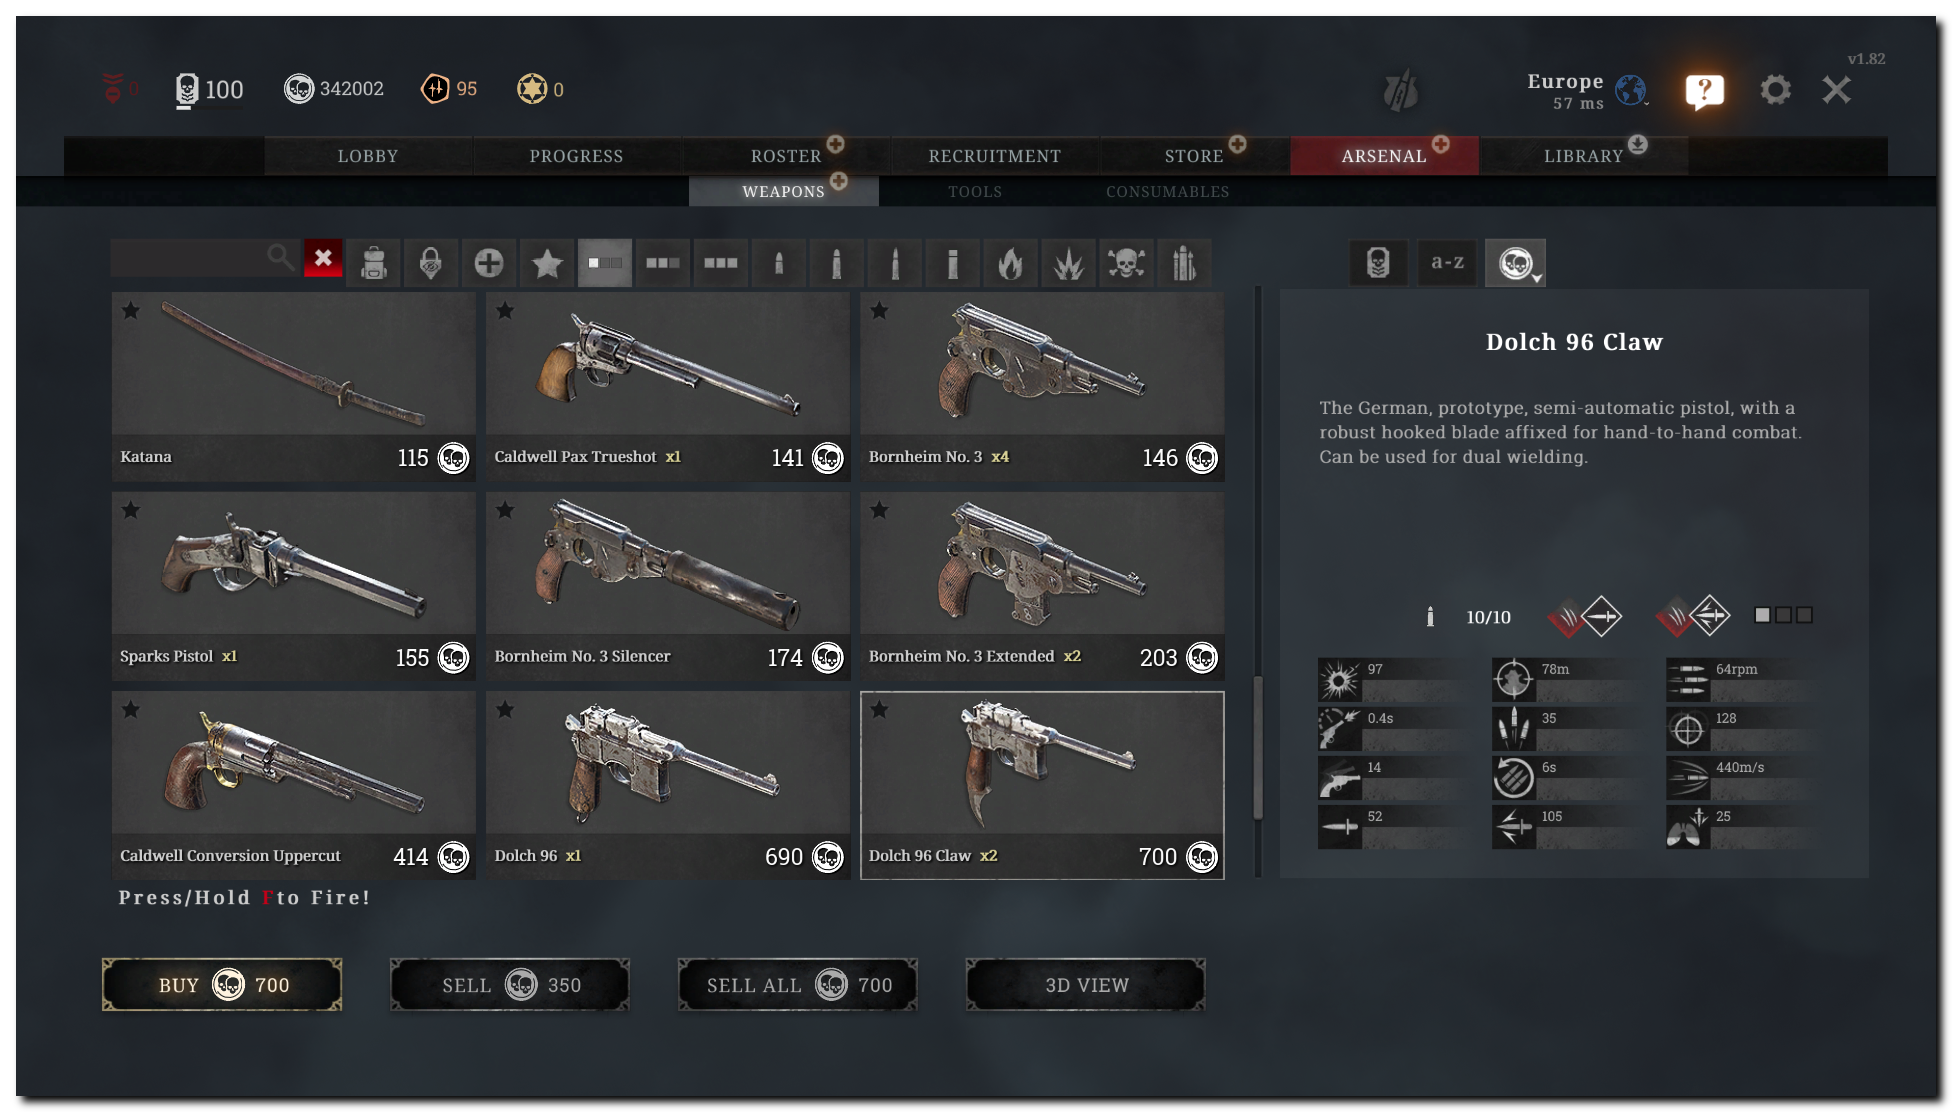 v1.82
0
100
342002
95
0
Europe
57 ms
?
LOBBY
PROGRESS
ROSTER
RECRUITMENT
STORE
ARSENAL
LIBRARY
WEAPONS
TOOLS
CONSUMABLES
a-z
Katana
115
Caldwell Pax Trueshot x1
141
Bornheim No. 3 x4
146
Sparks Pistol x1
155
Bornheim No. 3 Silencer
174
Bornheim No. 3 Extended x2
203
Caldwell Conversion Uppercut
414
Dolch 96 x1
690
Dolch 96 Claw x2
700
Dolch 96 Claw
The German, prototype, semi-automatic pistol, with a
robust hooked blade affixed for hand-to-hand combat.
Can be used for dual wielding.
10/10
97
78m
64rpm
0.4s
35
128
14
6s
440m/s
52
105
25
Press/Hold F to Fire!
BUY 700
SELL 350
SELL ALL 700
3D VIEW